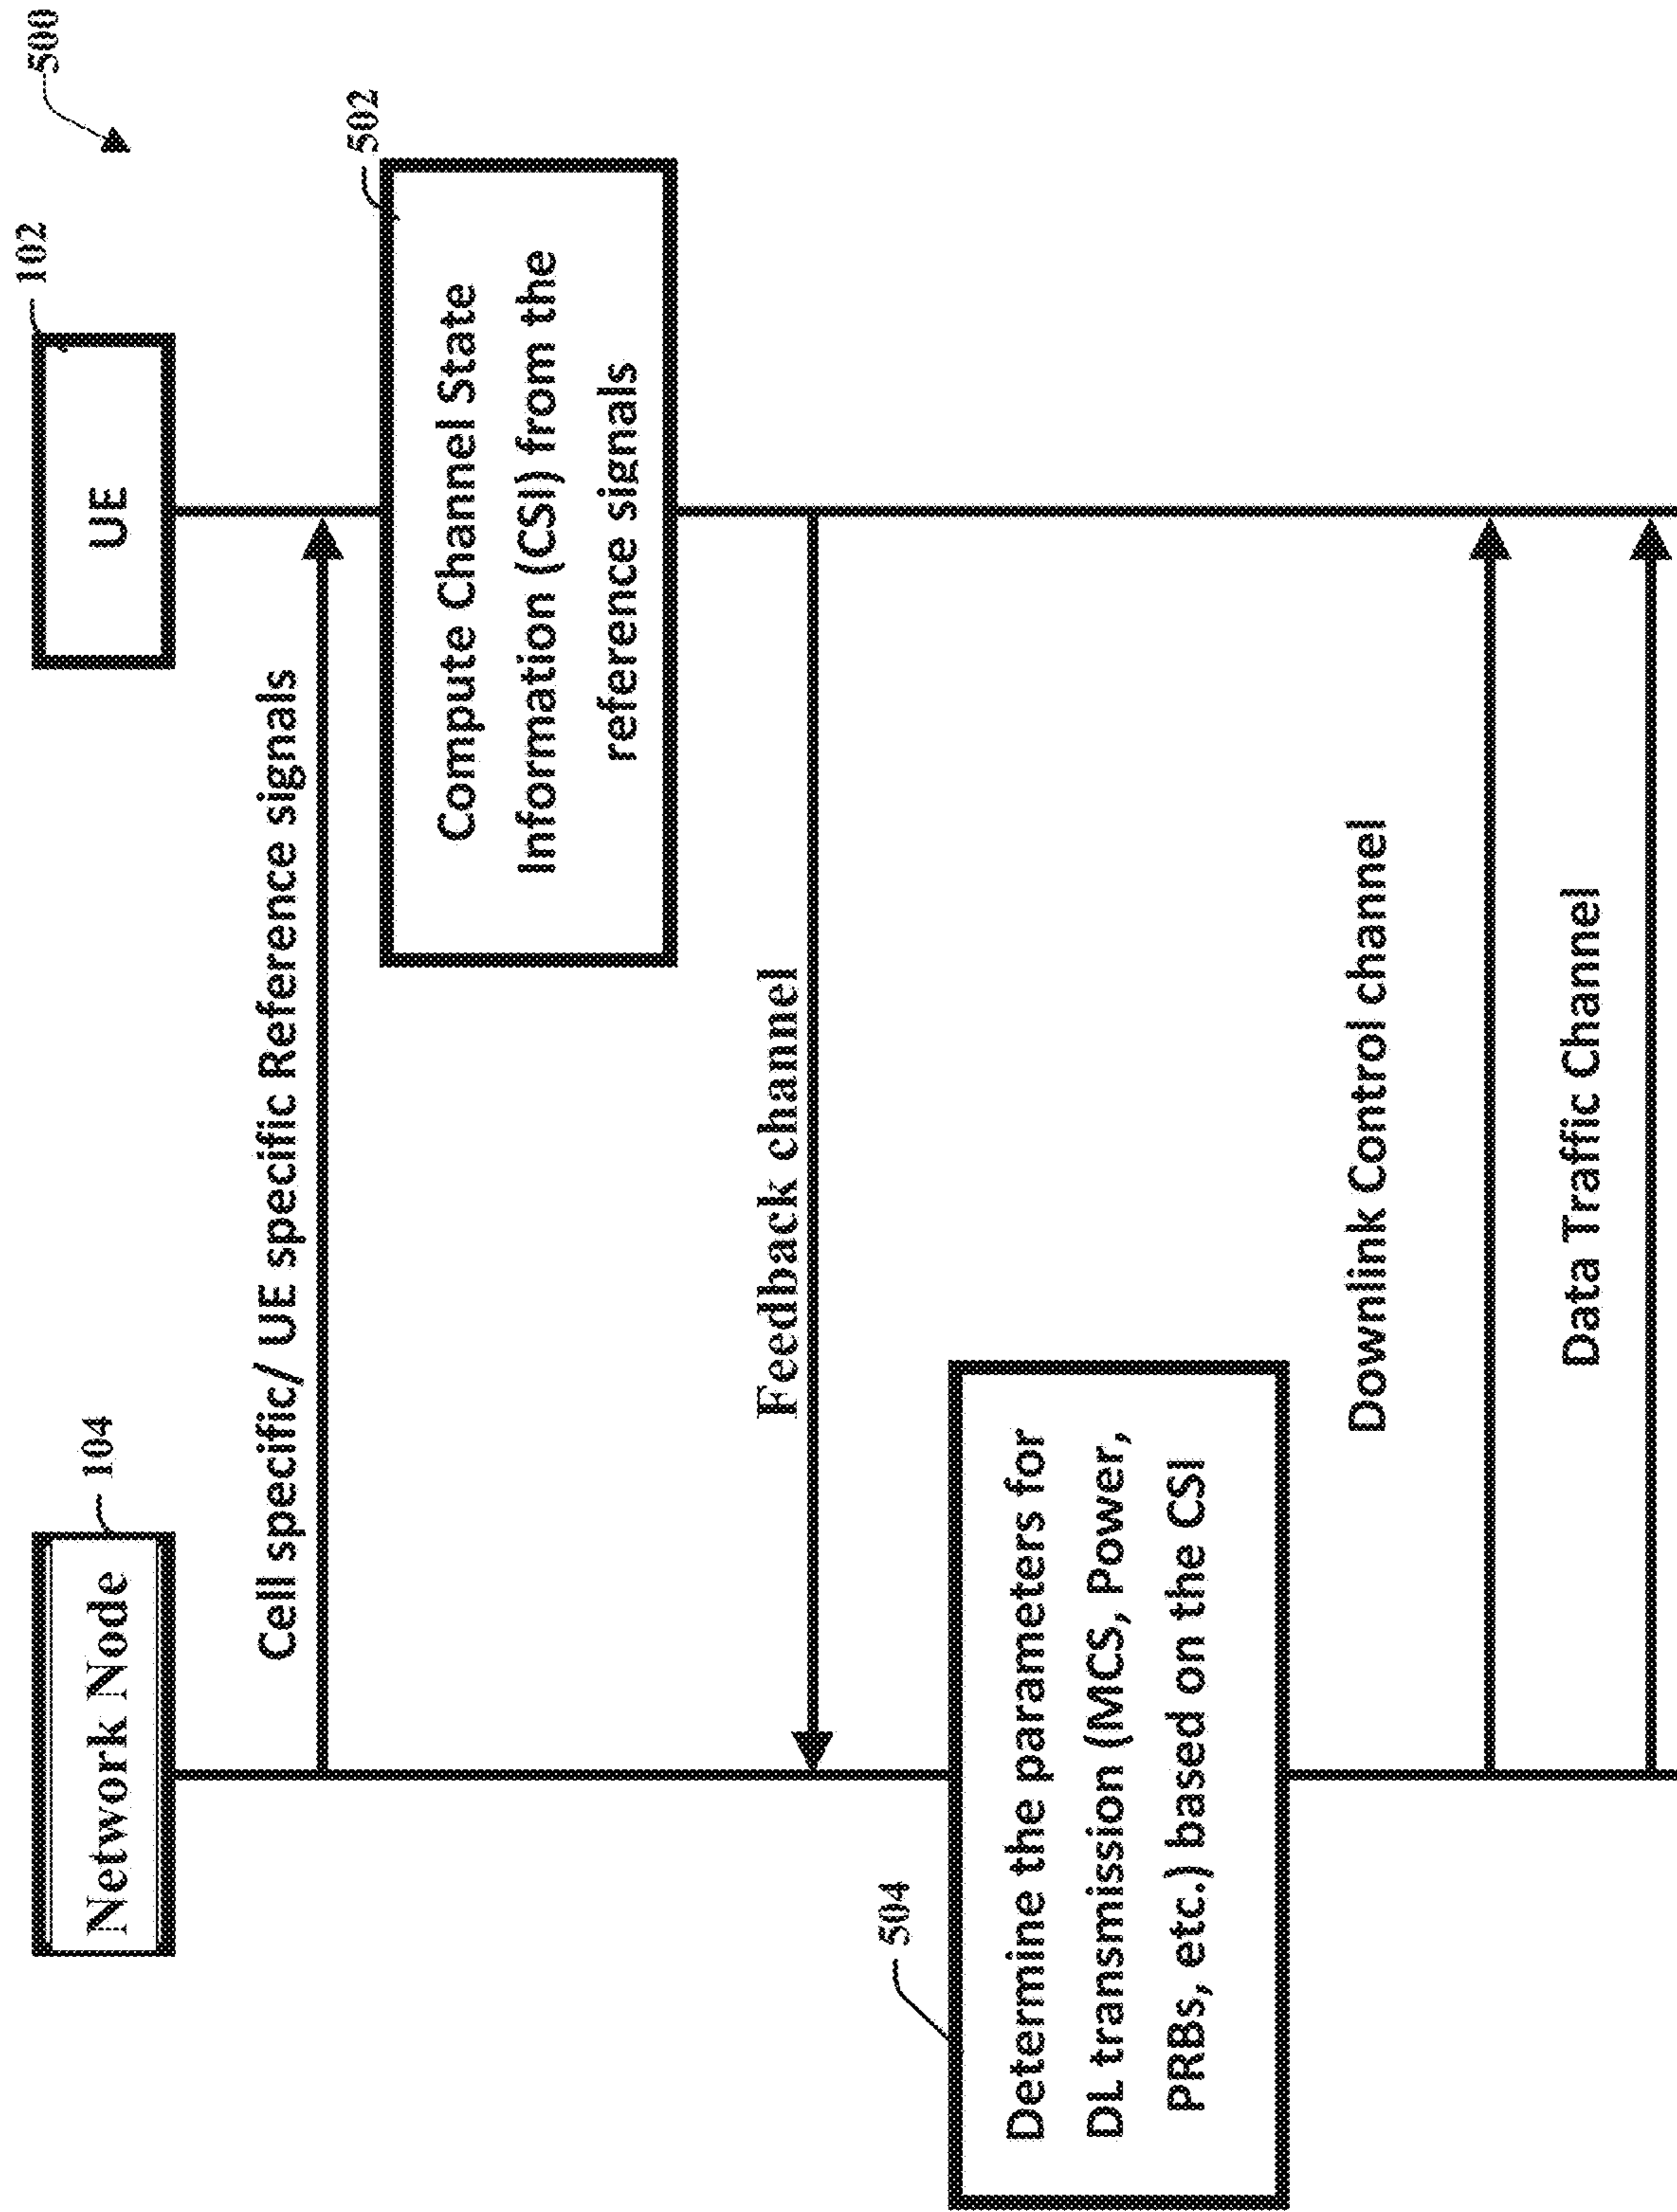 500
Network Node
104
UE
102
Cell specific/ UE specific Reference signals
502
Compute Channel State
Information (CSI) from the
reference signals
Feedback channel
504
Determine the parameters for
DL transmission (MCS, Power,
PRBs, etc.) based on the CSI
Downlink Control channel
Data Traffic Channel